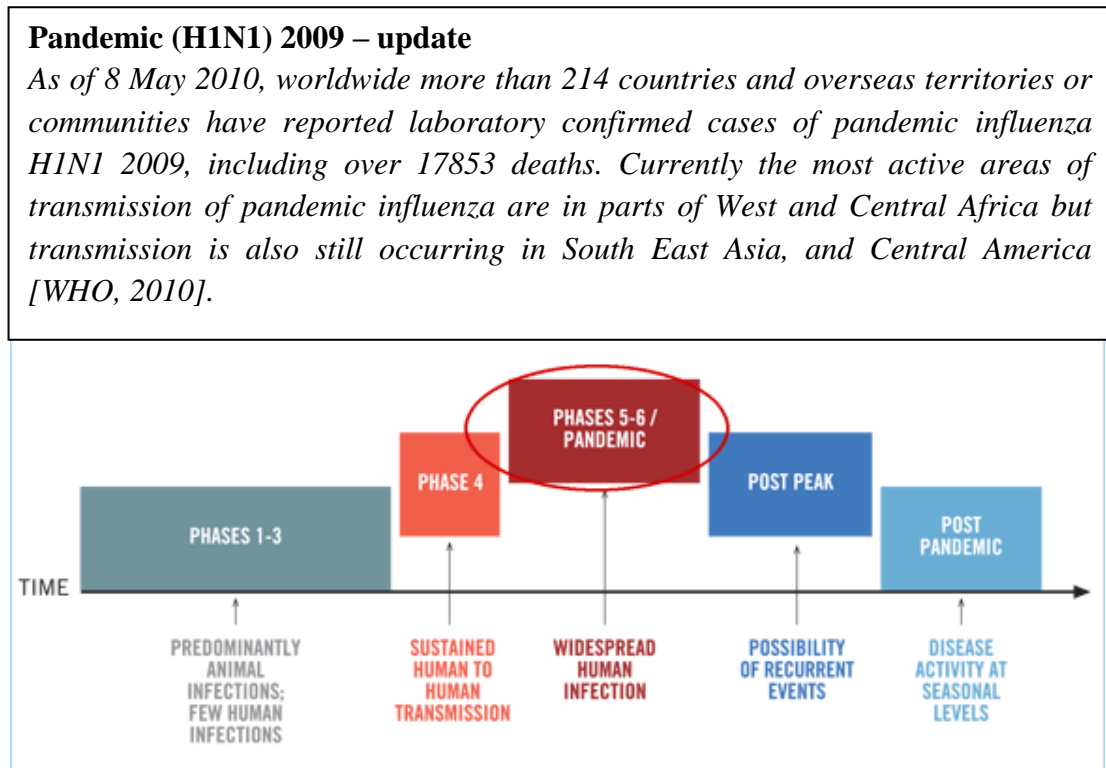 Pandemic (H1N1) 2009 – update
As of 8 May 2010, worldwide more than 214 countries and overseas territories or
communities have reported laboratory confirmed cases of pandemic influenza
H1N1 2009, including over 17853 deaths. Currently the most active areas of
transmission of pandemic influenza are in parts of West and Central Africa but
transmission is also still occurring in South East Asia, and Central America
[WHO, 2010].
PHASES 5-6 /
PANDEMIC
PHASE 4
POST PEAK
PHASES 1-3
POST
PANDEMIC
TIME
PREDOMINANTLY
ANIMAL
INFECTIONS;
FEW HUMAN
INFECTIONS
SUSTAINED
HUMAN TO
HUMAN
TRANSMISSION
WIDESPREAD
HUMAN
INFECTION
POSSIBILITY
OF RECURRENT
EVENTS
DISEASE
ACTIVITY AT
SEASONAL
LEVELS